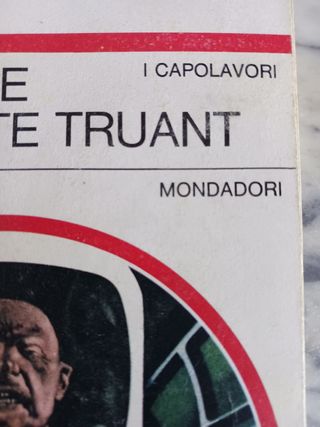 I CAPOLAVORI
E
TE TRUANT
MONDADORI